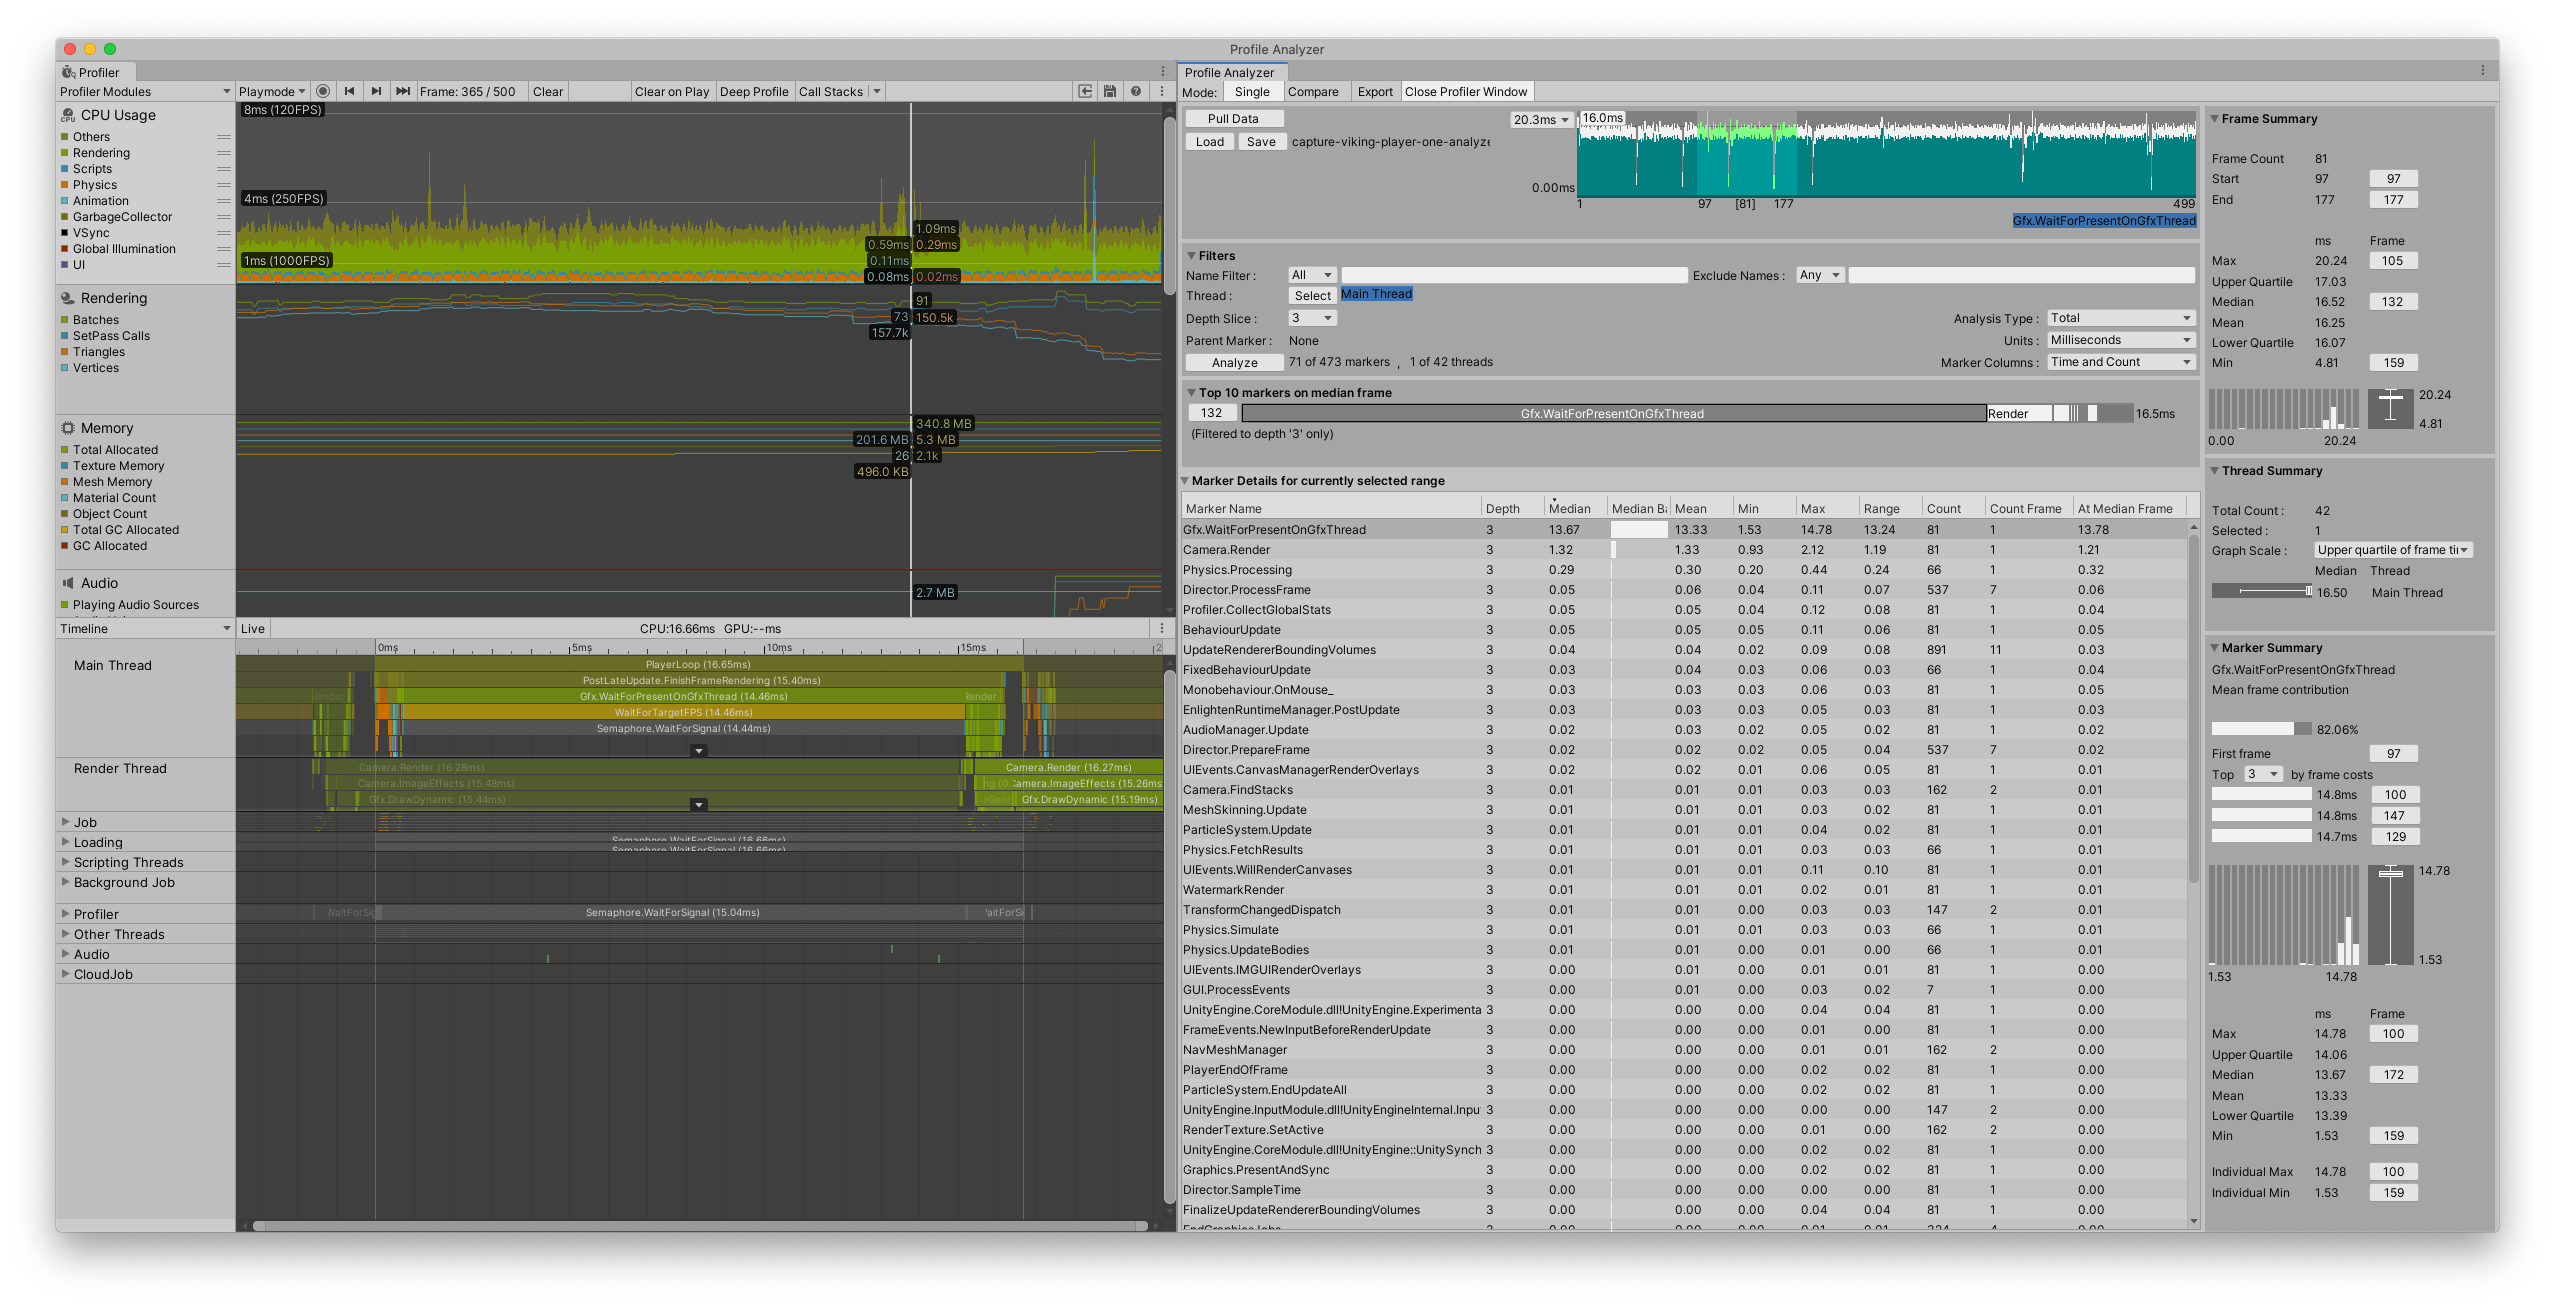 Profile Analyzer
Profiler
Profiler Modules
Playmode
Frame: 365 / 500
Clear
Clear on Play
Deep Profile
Call Stacks
CPU Usage
Others
Rendering
Scripts
Physics
Animation
GarbageCollector
VSync
Global Illumination
UI
8ms (120FPS)
4ms (250FPS)
1ms (1000FPS)
1.09ms
0.59ms 0.29ms
0.11ms
0.08ms 0.02ms
Rendering
Batches
SetPass Calls
Triangles
Vertices
91
73 150.5k
157.7k
Memory
Total Allocated
Texture Memory
Mesh Memory
Material Count
Object Count
Total GC Allocated
GC Allocated
340.8 MB
201.6 MB 5.3 MB
26 2.1k
496.0 KB
Audio
Playing Audio Sources
2.7 MB
Timeline
Live
CPU:16.66ms GPU:--ms
0ms 5ms 10ms 15ms
Main Thread
PlayerLoop (16.65ms)
PostLateUpdate.FinishFrameRendering (15.40ms)
Gfx.WaitForPresentOnGfxThread (14.46ms)
WaitForTargetFPS (14.46ms)
Semaphore.WaitForSignal (14.44ms)
Render Thread
Camera.Render (16.28ms) Camera.Render (16.27ms)
Camera.ImageEffects (15.48ms) Camera.ImageEffects (15.26ms
Gfx.DrawDynamic (15.44ms) Gfx.DrawDynamic (15.19ms)
Job
Loading
Semaphore.WaitForSignal (16.66ms)
Semaphore.WaitForSignal (16.66ms)
Scripting Threads
Background Job
Profiler
Semaphore.WaitForSignal (15.04ms)
Other Threads
Audio
CloudJob
Profile Analyzer
Mode: Single Compare Export Close Profiler Window
Pull Data
Load Save capture-viking-player-one-analyze
20.3ms 16.0ms
0.00ms
1 97 [81] 177 499
Gfx.WaitForPresentOnGfxThread
Filters
Name Filter : All Exclude Names : Any
Thread : Select Main Thread
Depth Slice : 3 Analysis Type : Total
Parent Marker : None Units : Milliseconds
Analyze 71 of 473 markers , 1 of 42 threads Marker Columns : Time and Count
Top 10 markers on median frame
132 Gfx.WaitForPresentOnGfxThread Render 16.5ms
(Filtered to depth '3' only)
Marker Details for currently selected range
Marker Name Depth Median Median Ba Mean Min Max Range Count Count Frame At Median Frame
Gfx.WaitForPresentOnGfxThread 3 13.67 13.33 1.53 14.78 13.24 81 1 13.78
Camera.Render 3 1.32 1.33 0.93 2.12 1.19 81 1 1.21
Physics.Processing 3 0.29 0.30 0.20 0.44 0.24 66 1 0.32
Director.ProcessFrame 3 0.05 0.06 0.04 0.11 0.07 537 7 0.06
Profiler.CollectGlobalStats 3 0.05 0.05 0.04 0.12 0.08 81 1 0.04
BehaviourUpdate 3 0.05 0.05 0.05 0.11 0.06 81 1 0.05
UpdateRendererBoundingVolumes 3 0.04 0.04 0.02 0.09 0.08 891 11 0.03
FixedBehaviourUpdate 3 0.03 0.04 0.03 0.06 0.03 66 1 0.04
Monobehaviour.OnMouse_ 3 0.03 0.03 0.03 0.06 0.03 81 1 0.05
EnlightenRuntimeManager.PostUpdate 3 0.03 0.03 0.03 0.05 0.03 81 1 0.03
AudioManager.Update 3 0.02 0.03 0.02 0.05 0.02 81 1 0.02
Director.PrepareFrame 3 0.02 0.02 0.02 0.05 0.04 537 7 0.02
UIEvents.CanvasManagerRenderOverlays 3 0.02 0.02 0.01 0.06 0.05 81 1 0.01
Camera.FindStacks 3 0.01 0.01 0.01 0.03 0.03 162 2 0.01
MeshSkinning.Update 3 0.01 0.01 0.01 0.03 0.02 81 1 0.01
ParticleSystem.Update 3 0.01 0.01 0.01 0.04 0.02 81 1 0.01
Physics.FetchResults 3 0.01 0.01 0.01 0.03 0.03 66 1 0.01
UIEvents.WillRenderCanvases 3 0.01 0.01 0.01 0.11 0.10 81 1 0.01
WatermarkRender 3 0.01 0.01 0.01 0.02 0.01 81 1 0.01
TransformChangedDispatch 3 0.01 0.01 0.00 0.03 0.03 147 2 0.01
Physics.Simulate 3 0.01 0.01 0.01 0.03 0.03 66 1 0.01
Physics.UpdateBodies 3 0.01 0.01 0.00 0.01 0.00 66 1 0.01
UIEvents.IMGUIRenderOverlays 3 0.00 0.01 0.00 0.01 0.01 81 1 0.00
GUI.ProcessEvents 3 0.00 0.01 0.00 0.03 0.02 7 1 0.00
UnityEngine.CoreModule.dll!UnityEngine.Experimenta 3 0.00 0.00 0.00 0.04 0.04 81 1 0.00
FrameEvents.NewInputBeforeRenderUpdate 3 0.00 0.00 0.00 0.01 0.00 81 1 0.00
NavMeshManager 3 0.00 0.00 0.00 0.01 0.01 162 2 0.00
PlayerEndOfFrame 3 0.00 0.00 0.00 0.02 0.02 81 1 0.00
ParticleSystem.EndUpdateAll 3 0.00 0.00 0.00 0.02 0.02 81 1 0.00
UnityEngine.InputModule.dll!UnityEngineInternal.Inpu 3 0.00 0.00 0.00 0.00 0.00 147 2 0.00
RenderTexture.SetActive 3 0.00 0.00 0.00 0.01 0.00 162 2 0.00
UnityEngine.CoreModule.dll!UnityEngine::UnitySynch 3 0.00 0.00 0.00 0.02 0.02 81 1 0.00
Graphics.PresentAndSync 3 0.00 0.00 0.00 0.02 0.02 81 1 0.00
Director.SampleTime 3 0.00 0.00 0.00 0.00 0.00 81 1 0.00
FinalizeUpdateRendererBoundingVolumes 3 0.00 0.00 0.00 0.04 0.04 81 1 0.00
Frame Summary
Frame Count 81
Start 97 97
End 177 177
ms Frame
Max 20.24 105
Upper Quartile 17.03
Median 16.52 132
Mean 16.25
Lower Quartile 16.07
Min 4.81 159
20.24
4.81
0.00 20.24
Thread Summary
Total Count : 42
Selected : 1
Graph Scale : Upper quartile of frame ti
Median Thread
16.50 Main Thread
Marker Summary
Gfx.WaitForPresentOnGfxThread
Mean frame contribution
82.06%
First frame 97
Top 3 by frame costs
14.8ms 100
14.8ms 147
14.7ms 129
14.78
1.53
1.53 14.78
ms Frame
Max 14.78 100
Upper Quartile 14.06
Median 13.67 172
Mean 13.33
Lower Quartile 13.39
Min 1.53 159
Individual Max 14.78 100
Individual Min 1.53 159